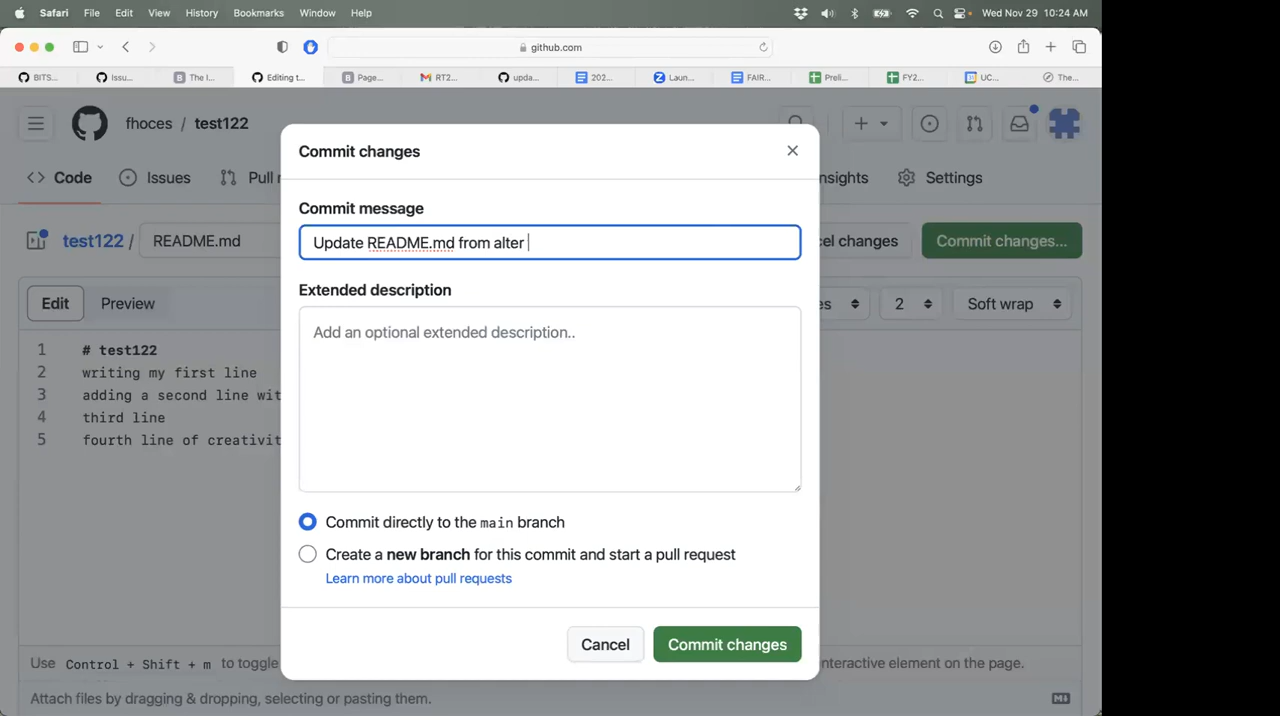 Safari File Edit View History Bookmarks Window Help Wed Nov 29 10:24 AM
github.com
BITS... Issu... The I... Editing t... Page... RT2... upda... 202... Laun... FAIR... Preli... FY2... UC... The...
fhoces / test122
Code Issues Pull nsights Settings
test122 / README.md cel changes Commit changes...
Edit Preview es 2 Soft wrap
1 # test122
2 writing my first line
3 adding a second line wit
4 third line
5 fourth line of creativit
Commit changes
Commit message
Update README.md from alter
Extended description
Add an optional extended description..
Commit directly to the main branch
Create a new branch for this commit and start a pull request
Learn more about pull requests
Cancel Commit changes
Use Control + Shift + m to toggle nteractive element on the page.
Attach files by dragging & dropping, selecting or pasting them.